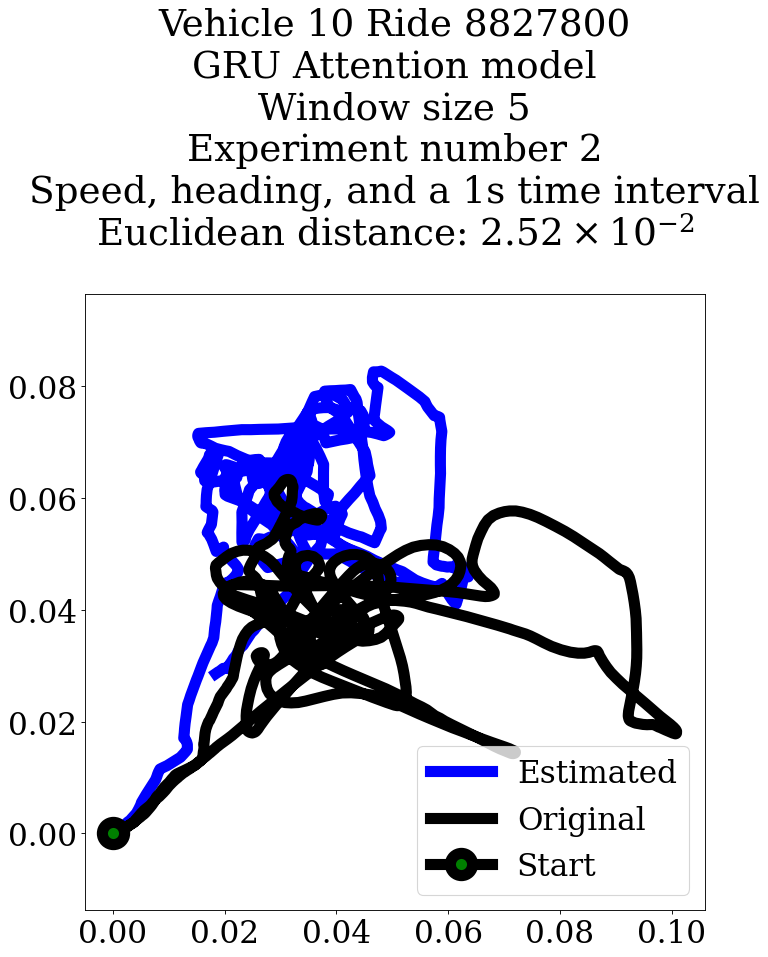 Vehicle 10 Ride 8827800
GRU Attention model
Window size 5
Experiment number 2
Speed, heading, and a 1s time interval
Euclidean distance: 2.52 × 10⁻²
0.08
0.06
0.04
0.02
0.00
Estimated
Original
Start
0.00 0.02 0.04 0.06 0.08 0.10